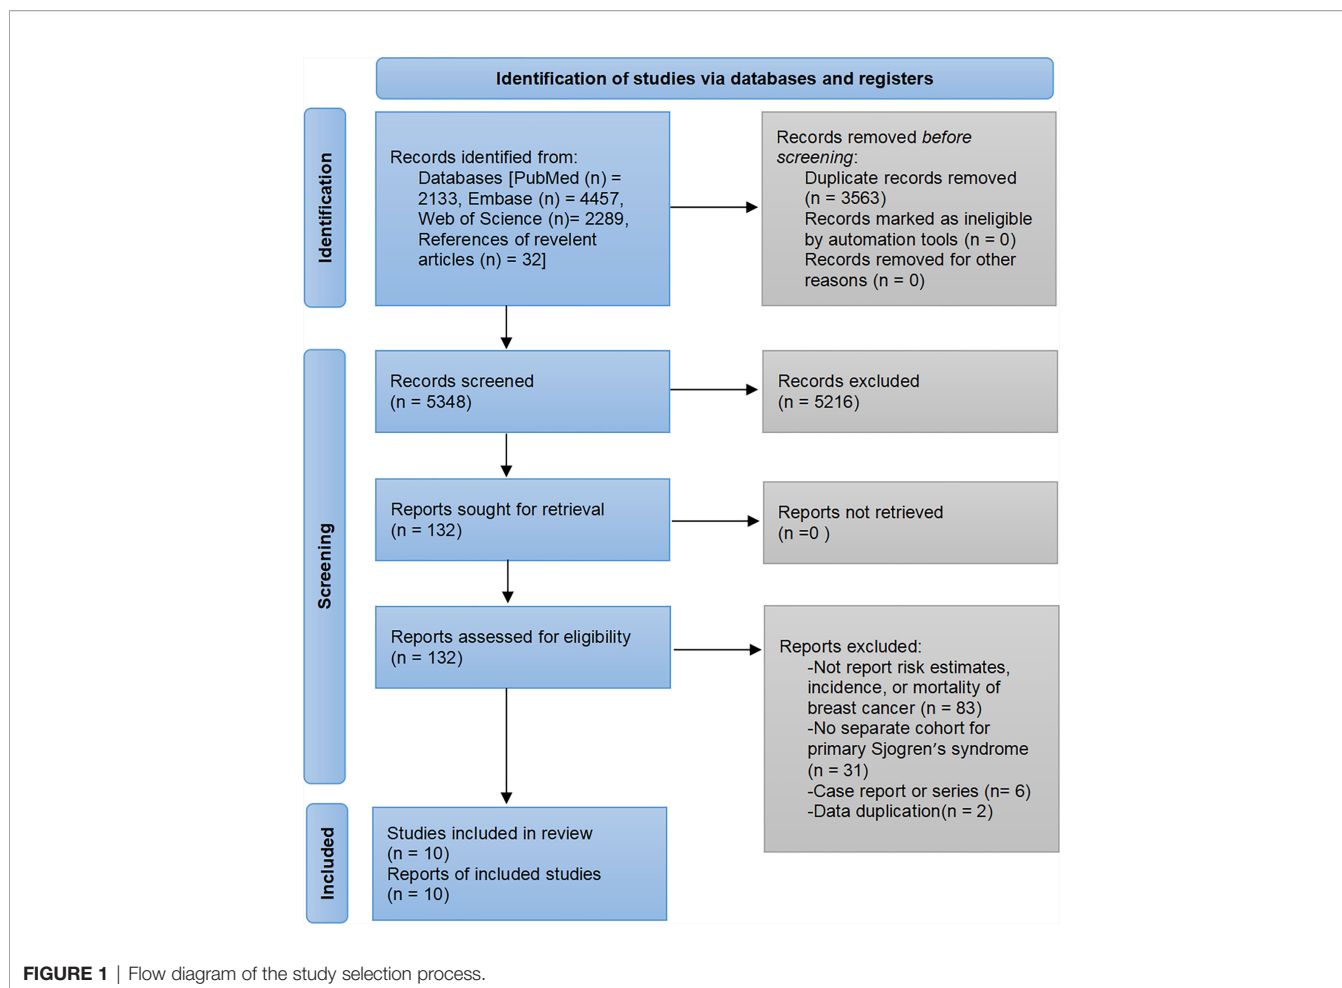 Identification of studies via databases and registers
Identification
Records identified from:
Databases [PubMed (n) =
2133, Embase (n) = 4457,
Web of Science (n)= 2289,
References of revelent
articles (n) = 32]
Records removed before
screening:
Duplicate records removed
(n = 3563)
Records marked as ineligible
by automation tools (n = 0)
Records removed for other
reasons (n = 0)
Screening
Records screened
(n = 5348)
Records excluded
(n = 5216)
Reports sought for retrieval
(n = 132)
Reports not retrieved
(n =0 )
Reports assessed for eligibility
(n = 132)
Reports excluded:
-Not report risk estimates,
incidence, or mortality of
breast cancer (n = 83)
-No separate cohort for
primary Sjogren's syndrome
(n = 31)
-Case report or series (n= 6)
-Data duplication(n = 2)
Included
Studies included in review
(n = 10)
Reports of included studies
(n = 10)
FIGURE 1 | Flow diagram of the study selection process.